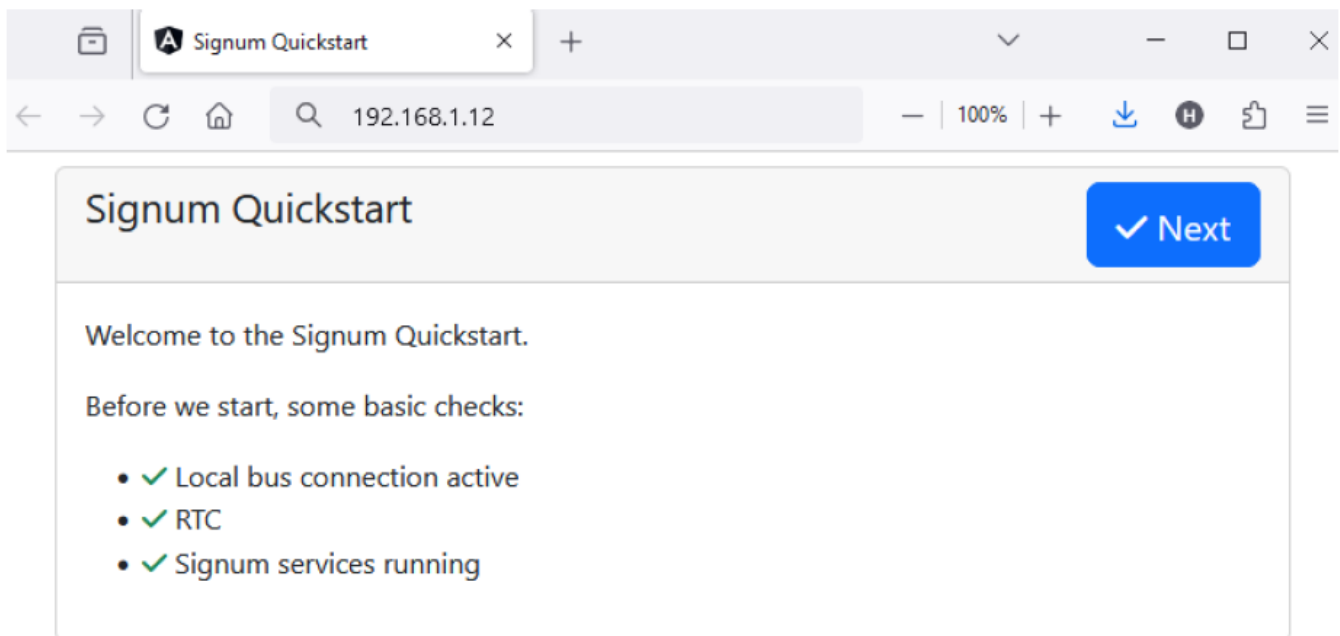 Signum Quickstart
192.168.1.12
100%
H
Signum Quickstart
Next
Welcome to the Signum Quickstart.
Before we start, some basic checks:
Local bus connection active
RTC
Signum services running